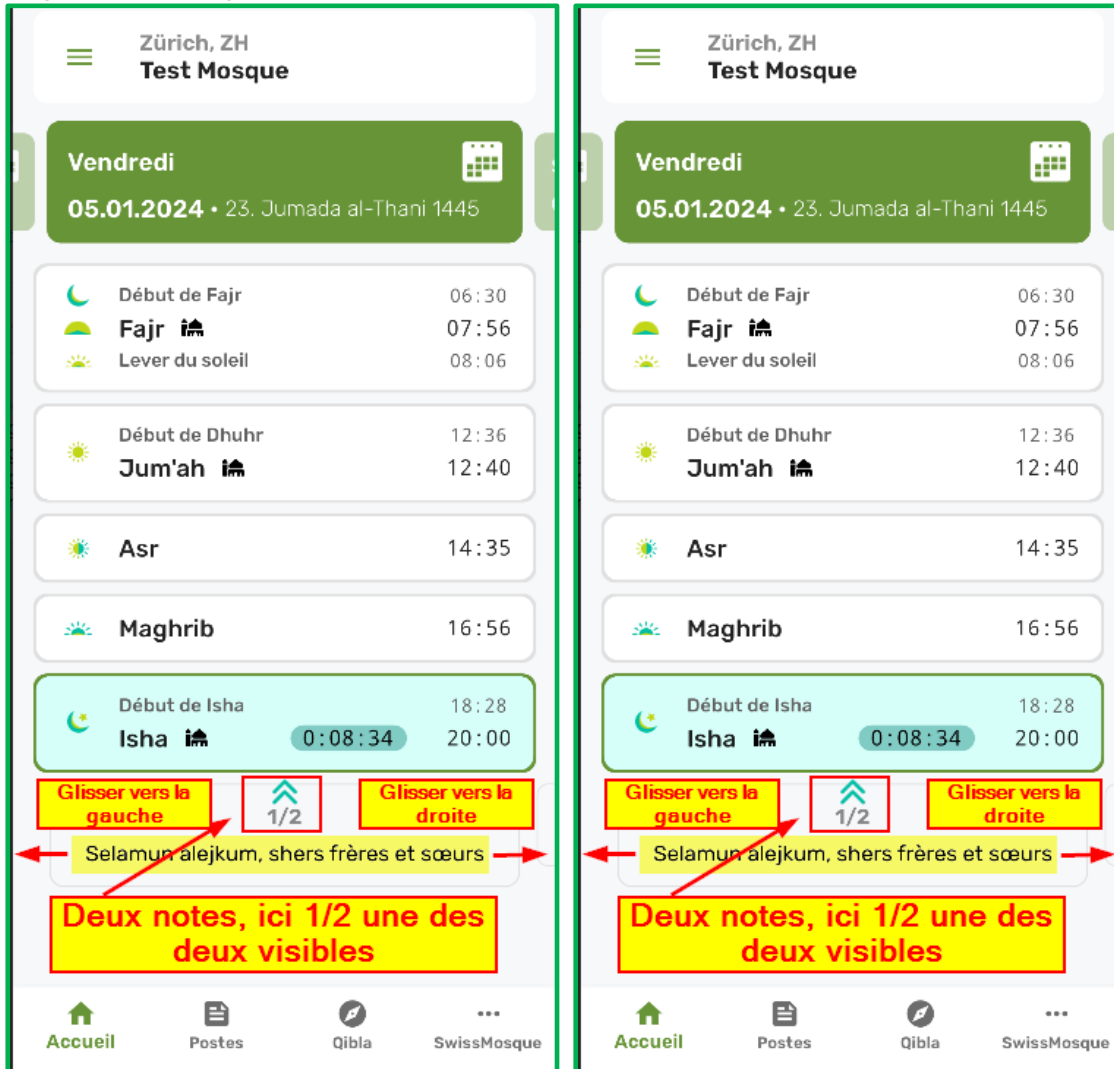 Zürich, ZH
Test Mosque
Vendredi
05.01.2024 • 23. Jumada al-Thani 1445
Début de Fajr 06:30
Fajr 07:56
Lever du soleil 08:06
Début de Dhuhr 12:36
Jum'ah 12:40
Asr 14:35
Maghrib 16:56
Début de Isha 18:28
Isha 0:08:34 20:00
Glisser vers la gauche
1/2
Glisser vers la droite
Selamun alejkum, shers frères et sœurs
Deux notes, ici 1/2 une des
deux visibles
Accueil Postes Qibla SwissMosque
Zürich, ZH
Test Mosque
Vendredi
05.01.2024 • 23. Jumada al-Thani 1445
Début de Fajr 06:30
Fajr 07:56
Lever du soleil 08:06
Début de Dhuhr 12:36
Jum'ah 12:40
Asr 14:35
Maghrib 16:56
Début de Isha 18:28
Isha 0:08:34 20:00
Glisser vers la gauche
1/2
Glisser vers la droite
Selamun alejkum, shers frères et sœurs
Deux notes, ici 1/2 une des
deux visibles
Accueil Postes Qibla SwissMosque